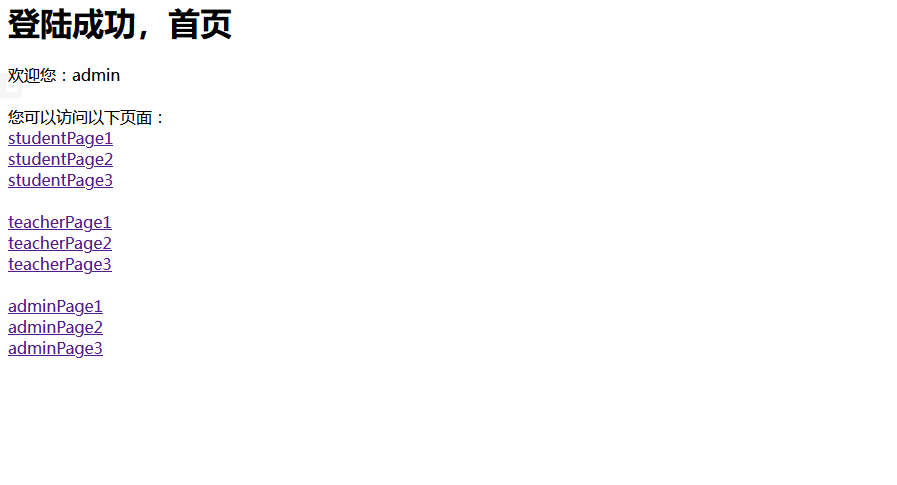 登陆成功，首页
欢迎您：admin
您可以访问以下页面：
studentPage1
studentPage2
studentPage3
teacherPage1
teacherPage2
teacherPage3
adminPage1
adminPage2
adminPage3